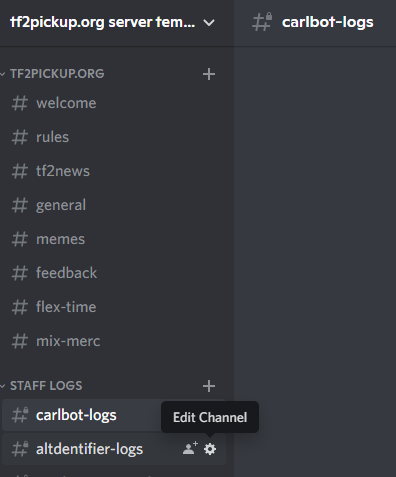 tf2pickup.org server tem...
carlbot-logs
TF2PICKUP.ORG
welcome
rules
tf2news
general
memes
feedback
flex-time
mix-merc
STAFF LOGS
carlbot-logs
Edit Channel
altdentifier-logs